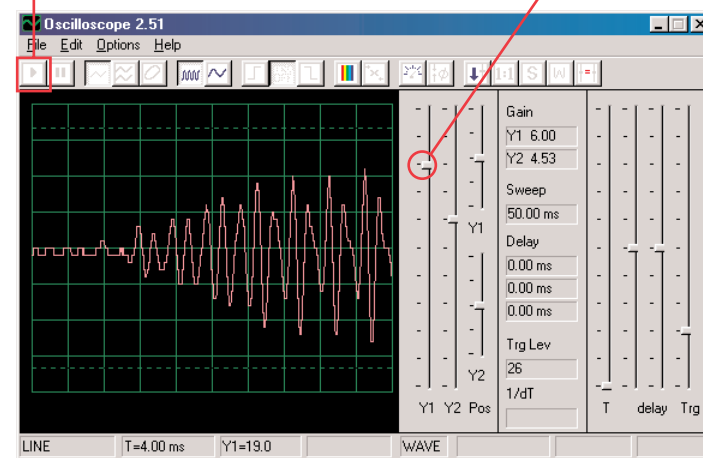 Oscilloscope 2.51
File Edit Options Help
1:1 S W
Gain
Y1 6.00
Y2 4.53
Sweep
50.00 ms
Y1
Delay
0.00 ms
0.00 ms
0.00 ms
Trg Lev
26
Y2
1/dT
Y1 Y2 Pos
T delay Trg
LINE T=4.00 ms Y1=19.0 WAVE